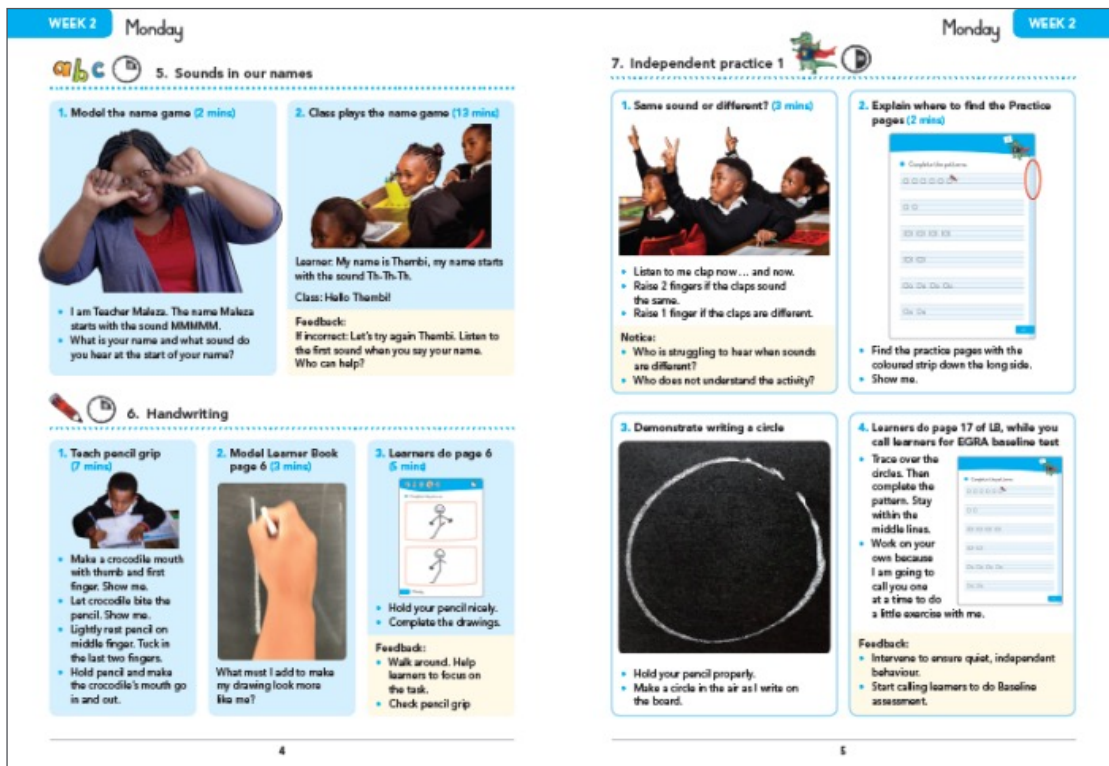 WEEK 2 Monday
abc 5. Sounds in our names
1. Model the name game (2 mins)
• I am Teacher Maleza. The name Maleza
starts with the sound MMMMM.
• What is your name and what sound do
you hear at the start of your name?
2. Class plays the name game (13 mins)
Learner: My name is Thembi, my name starts
with the sound Th-Th-Th.
Class: Hello Thembi!
Feedback:
If incorrect: Let's try again Thembi. Listen to
the first sound when you say your name.
Who can help?
6. Handwriting
1. Teach pencil grip
(7 mins)
• Make a crocodile mouth
with thumb and first
finger. Show me.
• Let crocodile bite the
pencil. Show me.
• Lightly rest pencil on
middle finger. Tuck in
the last two fingers.
• Hold pencil and make
the crocodile's mouth go
in and out.
2. Model Learner Book
page 6 (3 mins)
What must I add to make
my drawing look more
like me?
3. Learners do page 6
(5 mins)
• Hold your pencil nicely.
• Complete the drawings.
Feedback:
• Walk around. Help
learners to focus on
the task.
• Check pencil grip
4
Monday WEEK 2
7. Independent practice 1
1. Same sound or different? (3 mins)
• Listen to me clap now ... and now.
• Raise 2 fingers if the claps sound
the same.
• Raise 1 finger if the claps are different.
Notice:
• Who is struggling to hear when sounds
are different?
• Who does not understand the activity?
2. Explain where to find the Practice
pages (2 mins)
Complete the patterns.
• Find the practice pages with the
coloured strip down the long side.
• Show me.
3. Demonstrate writing a circle
• Hold your pencil properly.
• Make a circle in the air as I write on
the board.
4. Learners do page 17 of LB, while you
call learners for EGRA baseline test
• Trace over the
circles. Then
complete the
pattern. Stay
within the
middle lines.
• Work on your
own because
I am going to
call you one
at a time to do
a little exercise with me.
Complete the patterns.
Feedback:
• Intervene to ensure quiet, independent
behaviour.
• Start calling learners to do Baseline
assessment.
5